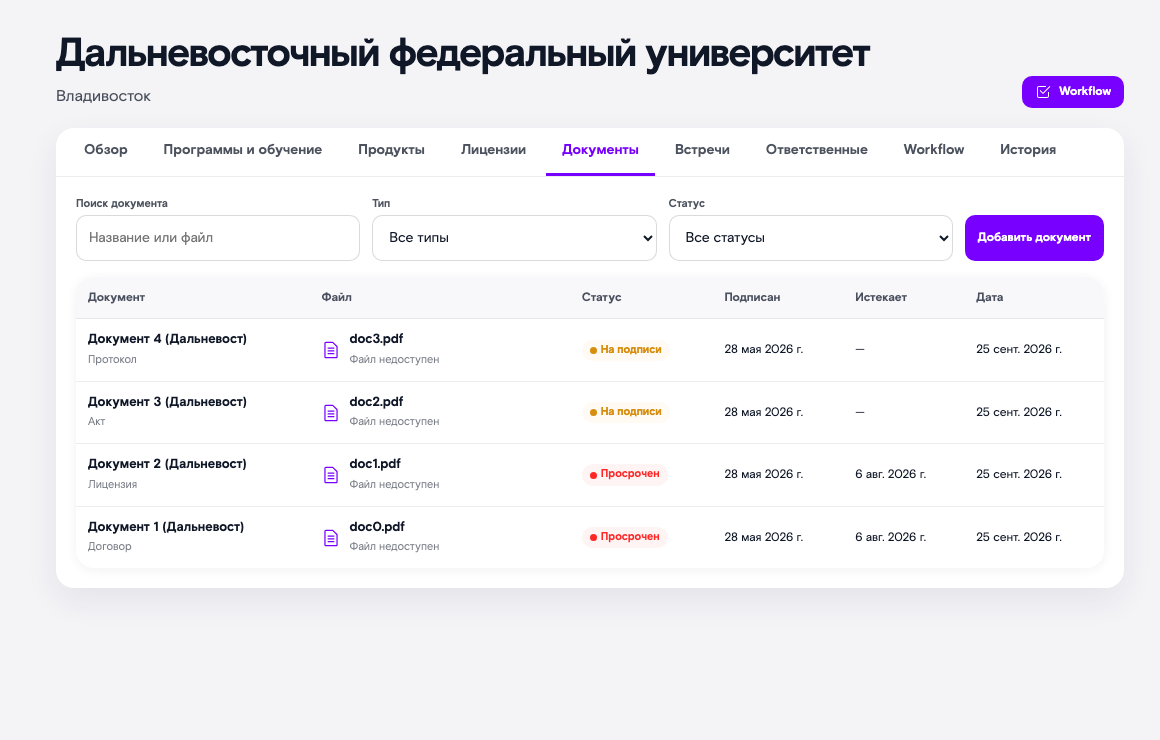 Дальневосточный федеральный университет
Владивосток
Workflow
Обзор Программы и обучение Продукты Лицензии Документы Встречи Ответственные Workflow История
Поиск документа Тип Статус
Название или файл Все типы Все статусы Добавить документ
Документ Файл Статус Подписан Истекает Дата
Документ 4 (Дальневост) doc3.pdf
Протокол Файл недоступен На подписи 28 мая 2026 г. — 25 сент. 2026 г.
Документ 3 (Дальневост) doc2.pdf
Акт Файл недоступен На подписи 28 мая 2026 г. — 25 сент. 2026 г.
Документ 2 (Дальневост) doc1.pdf
Лицензия Файл недоступен Просрочен 28 мая 2026 г. 6 авг. 2026 г. 25 сент. 2026 г.
Документ 1 (Дальневост) doc0.pdf
Договор Файл недоступен Просрочен 28 мая 2026 г. 6 авг. 2026 г. 25 сент. 2026 г.